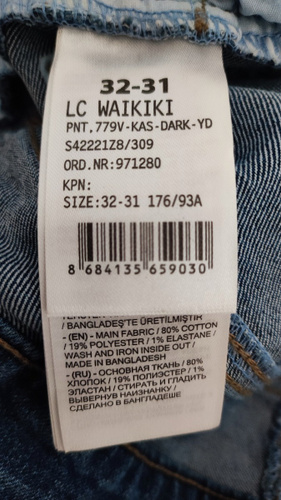 32-31
LC WAIKIKI
PNT,779V-KAS-DARK-YD
S42221Z8/309
ORD.NR:971280
KPN:
SIZE:32-31 176/93A
8 684135 659030
/ BANGLADEŞ'TE ÜRETİLMİŞTİR
- (EN) - MAIN FABRIC / 80% COTTON
/ 19% POLYESTER / 1% ELASTANE /
WASH AND IRON INSIDE OUT /
MADE IN BANGLADESH
- (RU) - ОСНОВНАЯ ТКАНЬ / 80%
ХЛОПОК / 19% ПОЛИЭСТЕР / 1%
ЭЛАСТАН / СТИРАТЬ И ГЛАДИТЬ
ВЫВЕРНУВ НАИЗНАНКУ /
СДЕЛАНО В БАНГЛАДЕШЕ